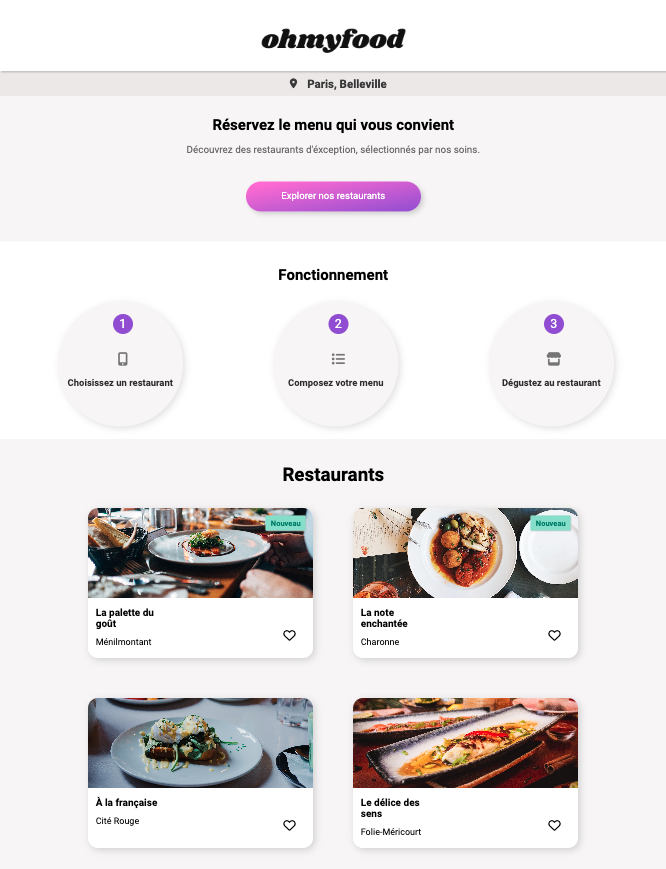 ohmyfood
Paris, Belleville
Réservez le menu qui vous convient
Découvrez des restaurants d'éxception, sélectionnés par nos soins.
Explorer nos restaurants
Fonctionnement
1
Choisissez un restaurant
2
Composez votre menu
3
Dégustez au restaurant
Restaurants
Nouveau
La palette du
goût
Ménilmontant
Nouveau
La note
enchantée
Charonne
À la française
Cité Rouge
Le délice des
sens
Folie-Méricourt